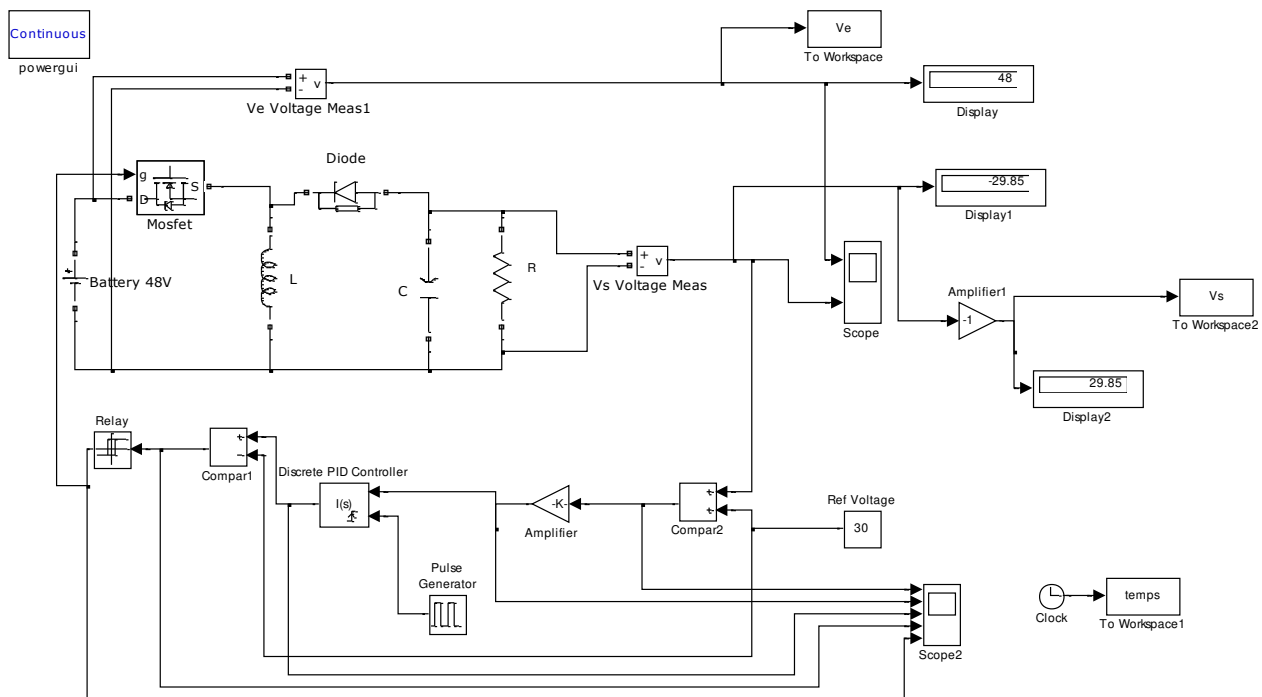 Continuous
powergui
Ve
To Workspace
+
-
v
Ve Voltage Meas1
48
Display
Diode
g
D
S
Mosfet
-29.85
Display1
+
Battery 48V
L
C
R
+
-
v
Vs Voltage Meas
Scope
Amplifier1
-1
Vs
To Workspace2
29.85
Display2
Relay
+
−
Compar1
Discrete PID Controller
I(s)
-K-
Amplifier
+
+
Compar2
Ref Voltage
30
Pulse
Generator
Scope2
Clock
temps
To Workspace1